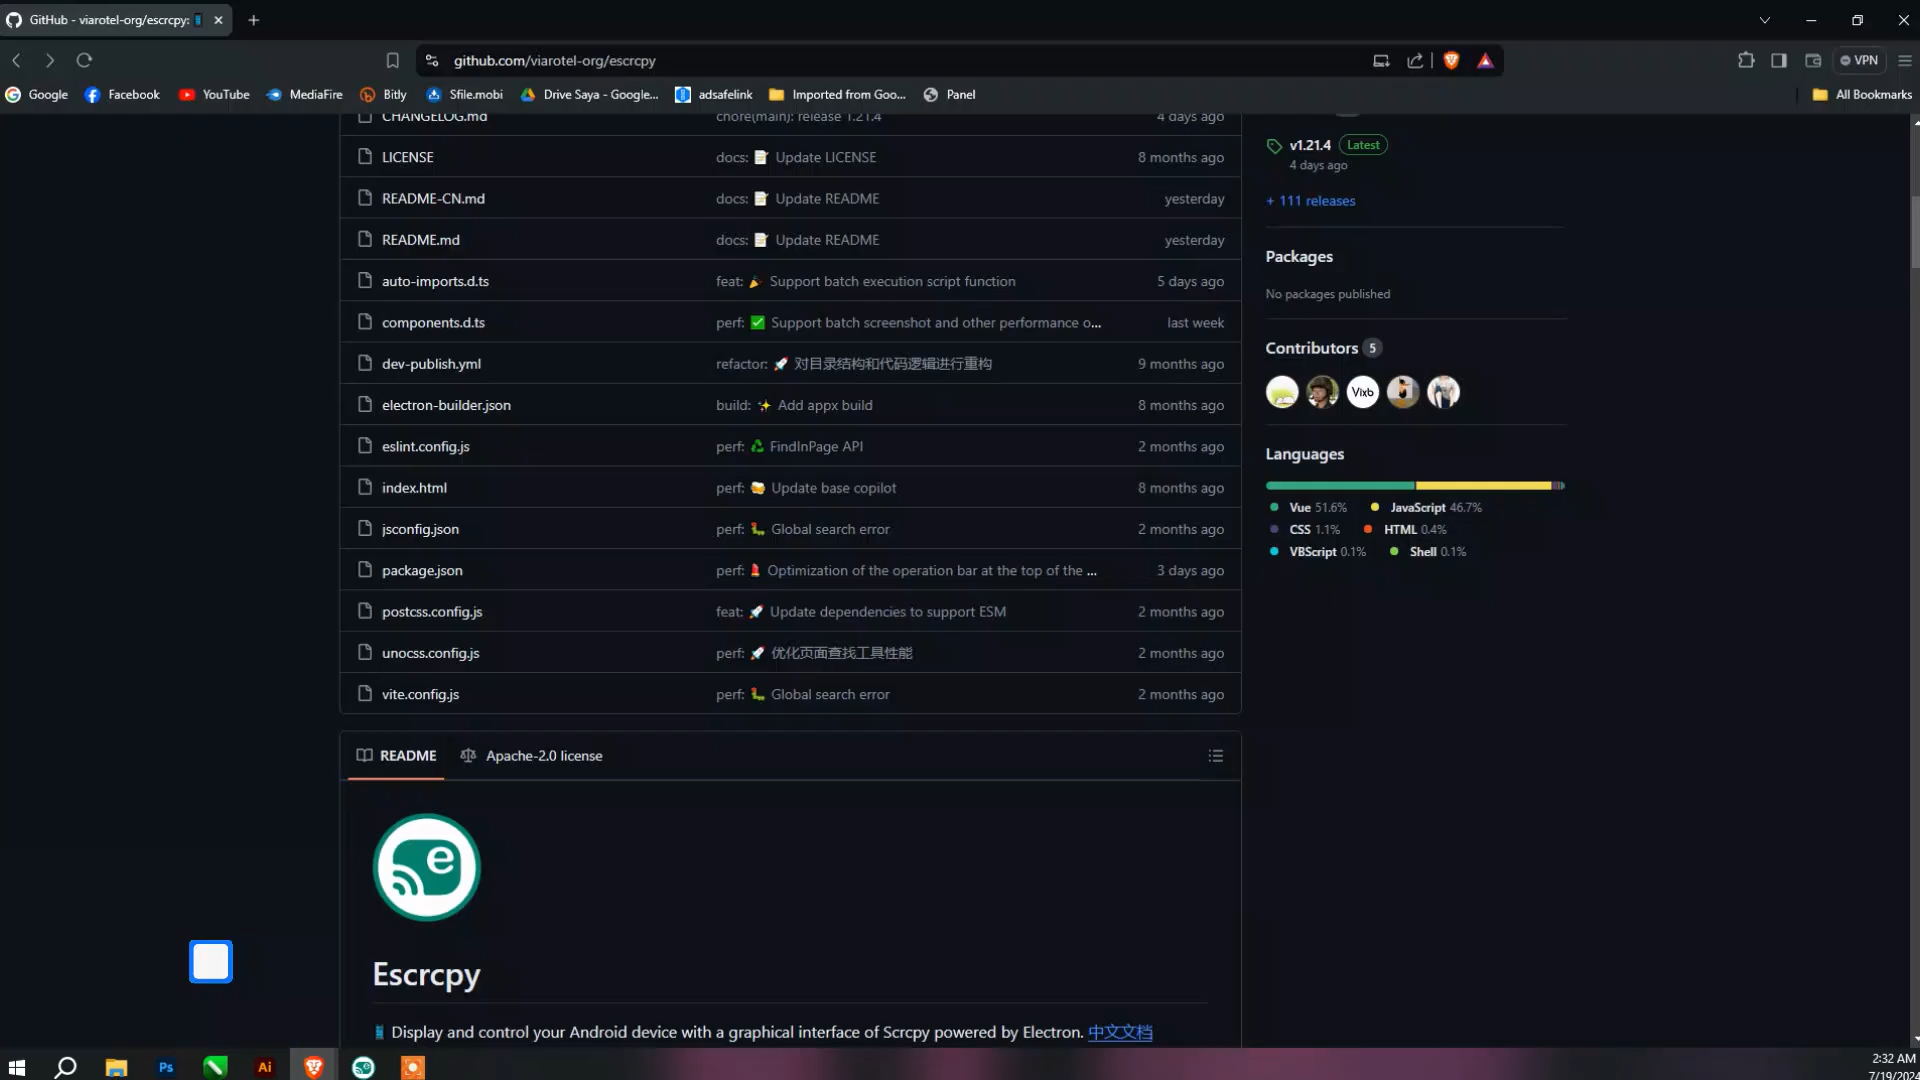 GitHub - viarotel-org/escrcpy:
github.com/viarotel-org/escrcpy
VPN
Google Facebook YouTube MediaFire Bitly Sfile.mobi Drive Saya - Google... adsafelink Imported from Goo... Panel All Bookmarks
CHANGELOG.md chore(main): release 1.21.4 4 days ago
LICENSE docs: 📝 Update LICENSE 8 months ago
README-CN.md docs: 📝 Update README yesterday
README.md docs: 📝 Update README yesterday
auto-imports.d.ts feat: 🎉 Support batch execution script function 5 days ago
components.d.ts perf: ✅ Support batch screenshot and other performance o... last week
dev-publish.yml refactor: 🚀 对目录结构和代码逻辑进行重构 9 months ago
electron-builder.json build: ✨ Add appx build 8 months ago
eslint.config.js perf: ♻ FindInPage API 2 months ago
index.html perf: 🍻 Update base copilot 8 months ago
jsconfig.json perf: 🐛 Global search error 2 months ago
package.json perf: 💄 Optimization of the operation bar at the top of the ... 3 days ago
postcss.config.js feat: 🚀 Update dependencies to support ESM 2 months ago
unocss.config.js perf: 🚀 优化页面查找工具性能 2 months ago
vite.config.js perf: 🐛 Global search error 2 months ago
v1.21.4 Latest
4 days ago
+ 111 releases
Packages
No packages published
Contributors 5
Vixb
Languages
Vue 51.6% JavaScript 46.7%
CSS 1.1% HTML 0.4%
VBScript 0.1% Shell 0.1%
README Apache-2.0 license
e
Escrcpy
📱 Display and control your Android device with a graphical interface of Scrcpy powered by Electron. 中文文档
Ps Ai
2:32 AM
7/19/2024